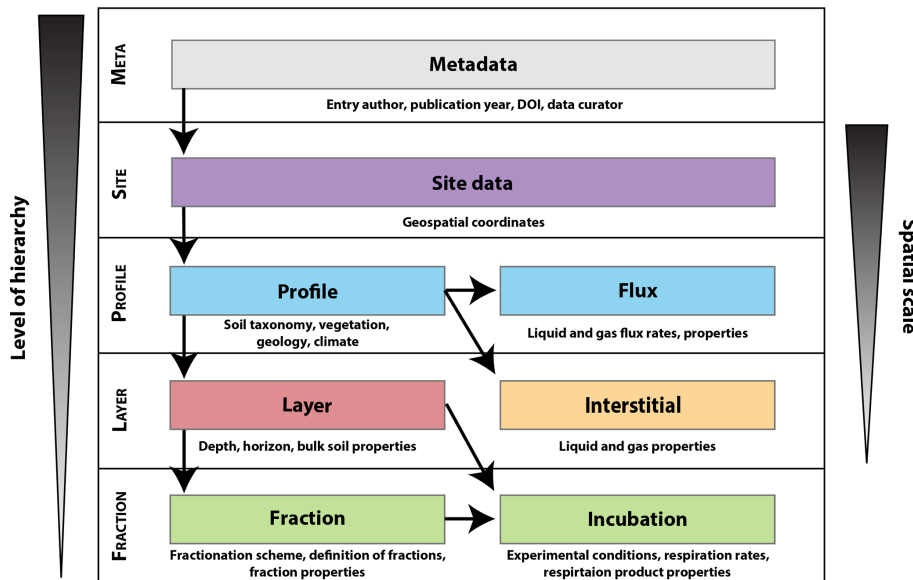 META
Metadata
Entry author, publication year, DOI, data curator
SITE
Site data
Geospatial coordinates
Level of hierarchy
Spatial scale
PROFILE
Profile
Soil taxonomy, vegetation,
geology, climate
Flux
Liquid and gas flux rates, properties
LAYER
Layer
Depth, horizon, bulk soil properties
Interstitial
Liquid and gas properties
FRACTION
Fraction
Fractionation scheme, definition of fractions,
fraction properties
Incubation
Experimental conditions, respiration rates,
respirtaion product properties